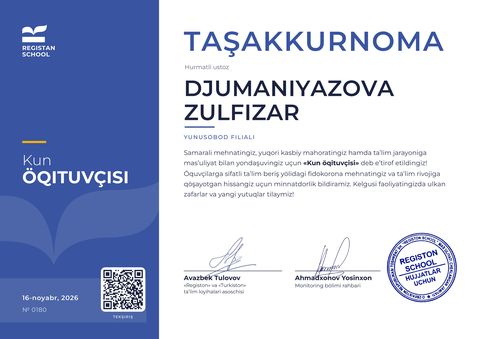 REGISTAN
SCHOOL
Kun
ÖQITUVÇISI
16-noyabr, 2026
№ 0180
TEKŞIRIŞ
TAŞAKKURNOMA
Hurmatli ustoz
DJUMANIYAZOVA
ZULFIZAR
YUNUSOBOD FILIALI
Samarali mehnatingiz, yuqori kasbiy mahoratingiz hamda ta’lim jarayoniga
mas’uliyat bilan yondaşuvingiz uçun «Kun öqituvçisi» deb e’tirof etildingiz!
Öquvçilarga sifatli ta’lim beriş yölidagi fidokorona mehnatingiz va ta’lim rivojiga
qöşayotgan hissangiz uçun minnatdorlik bildiramiz. Kelgusi faoliyatingizda ulkan
zafarlar va yangi yutuqlar tilaymiz!
Avazbek Tulovov
«Registon» va «Turkiston»
ta’lim loyihalari asoschisi
Ahmadxonov Yosinxon
Monitoring bölimi rahbari
REGISTON
SCHOOL
HUJJATLAR
UCHUN